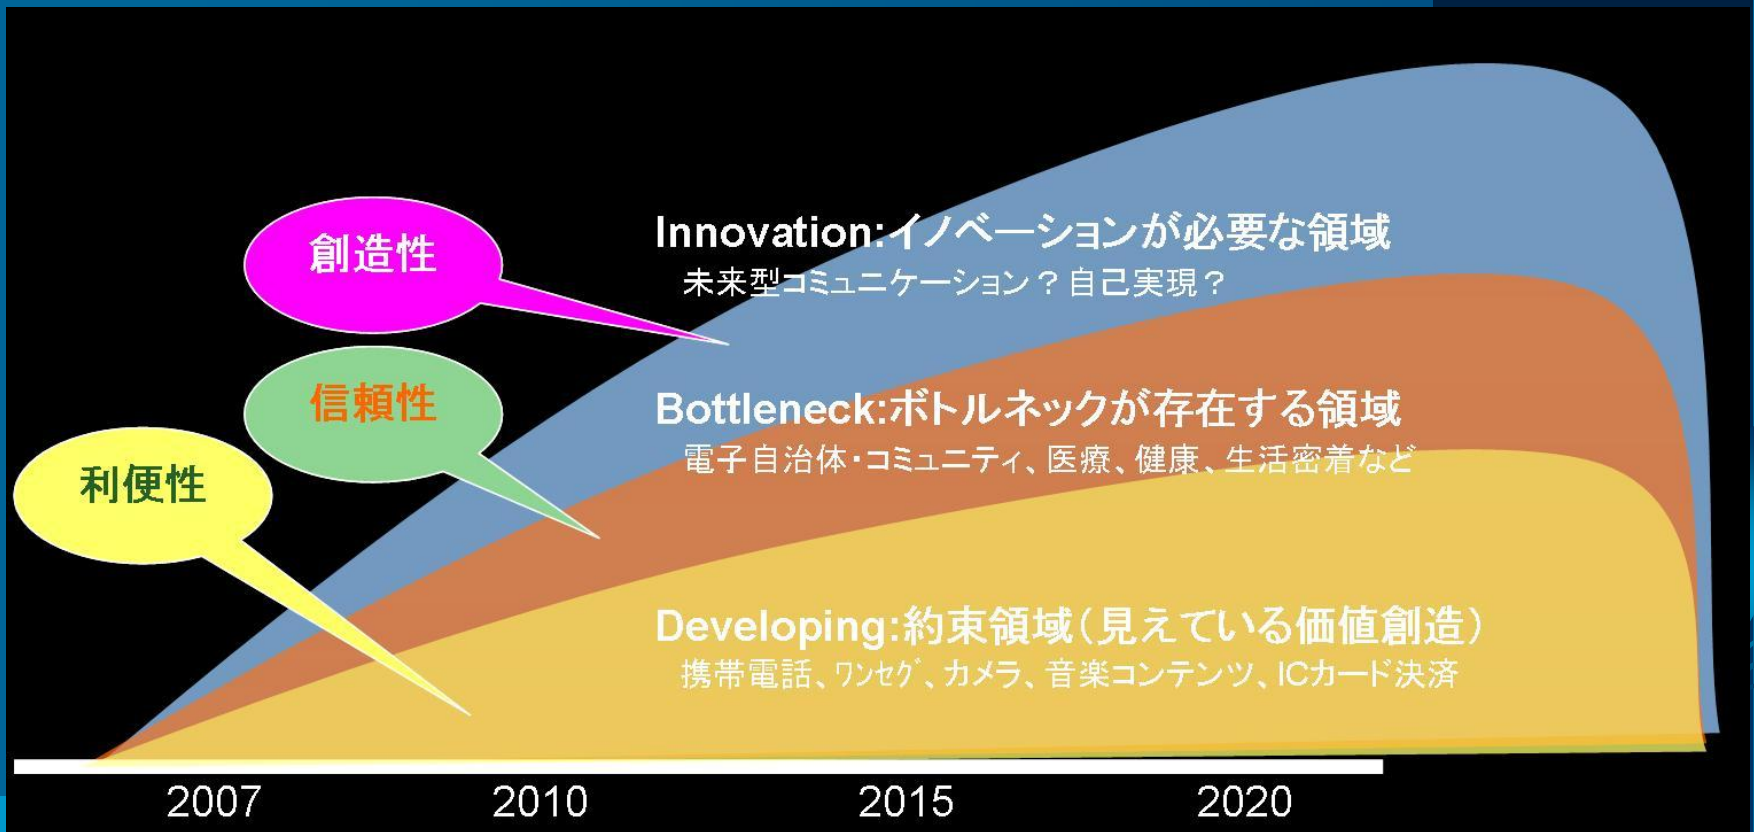 創造性
Innovation:イノベーションが必要な領域
未来型コミュニケーション？自己実現？
信頼性
Bottleneck:ボトルネックが存在する領域
電子自治体・コミュニティ、医療、健康、生活密着など
利便性
Developing:約束領域（見えている価値創造）
携帯電話、ﾜﾝｾｸﾞ、カメラ、音楽コンテンツ、ICカード決済
2007 2010 2015 2020